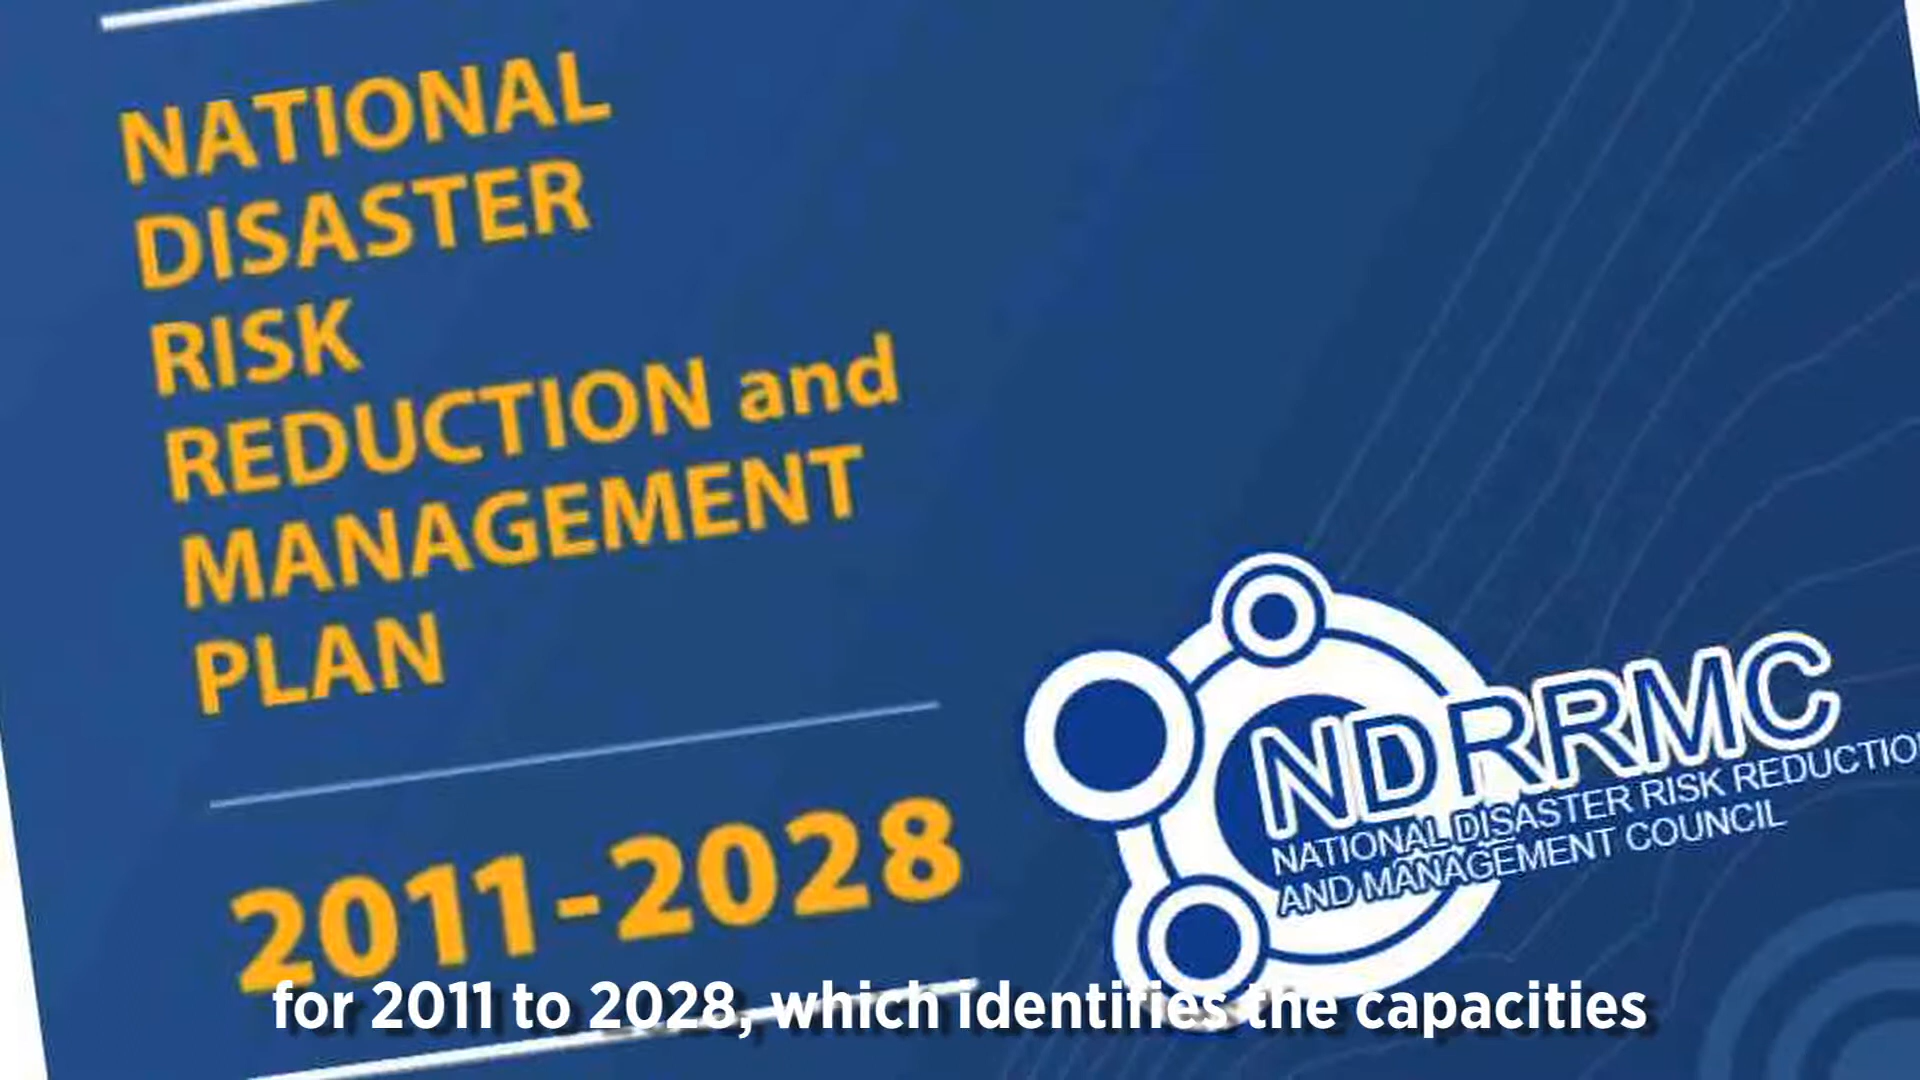 NATIONAL
DISASTER
RISK
REDUCTION and
MANAGEMENT
PLAN
2011-2028
NDRRMC
NATIONAL DISASTER RISK REDUCTIO
AND MANAGEMENT COUNCIL
for 2011 to 2028, which identifies the capacities